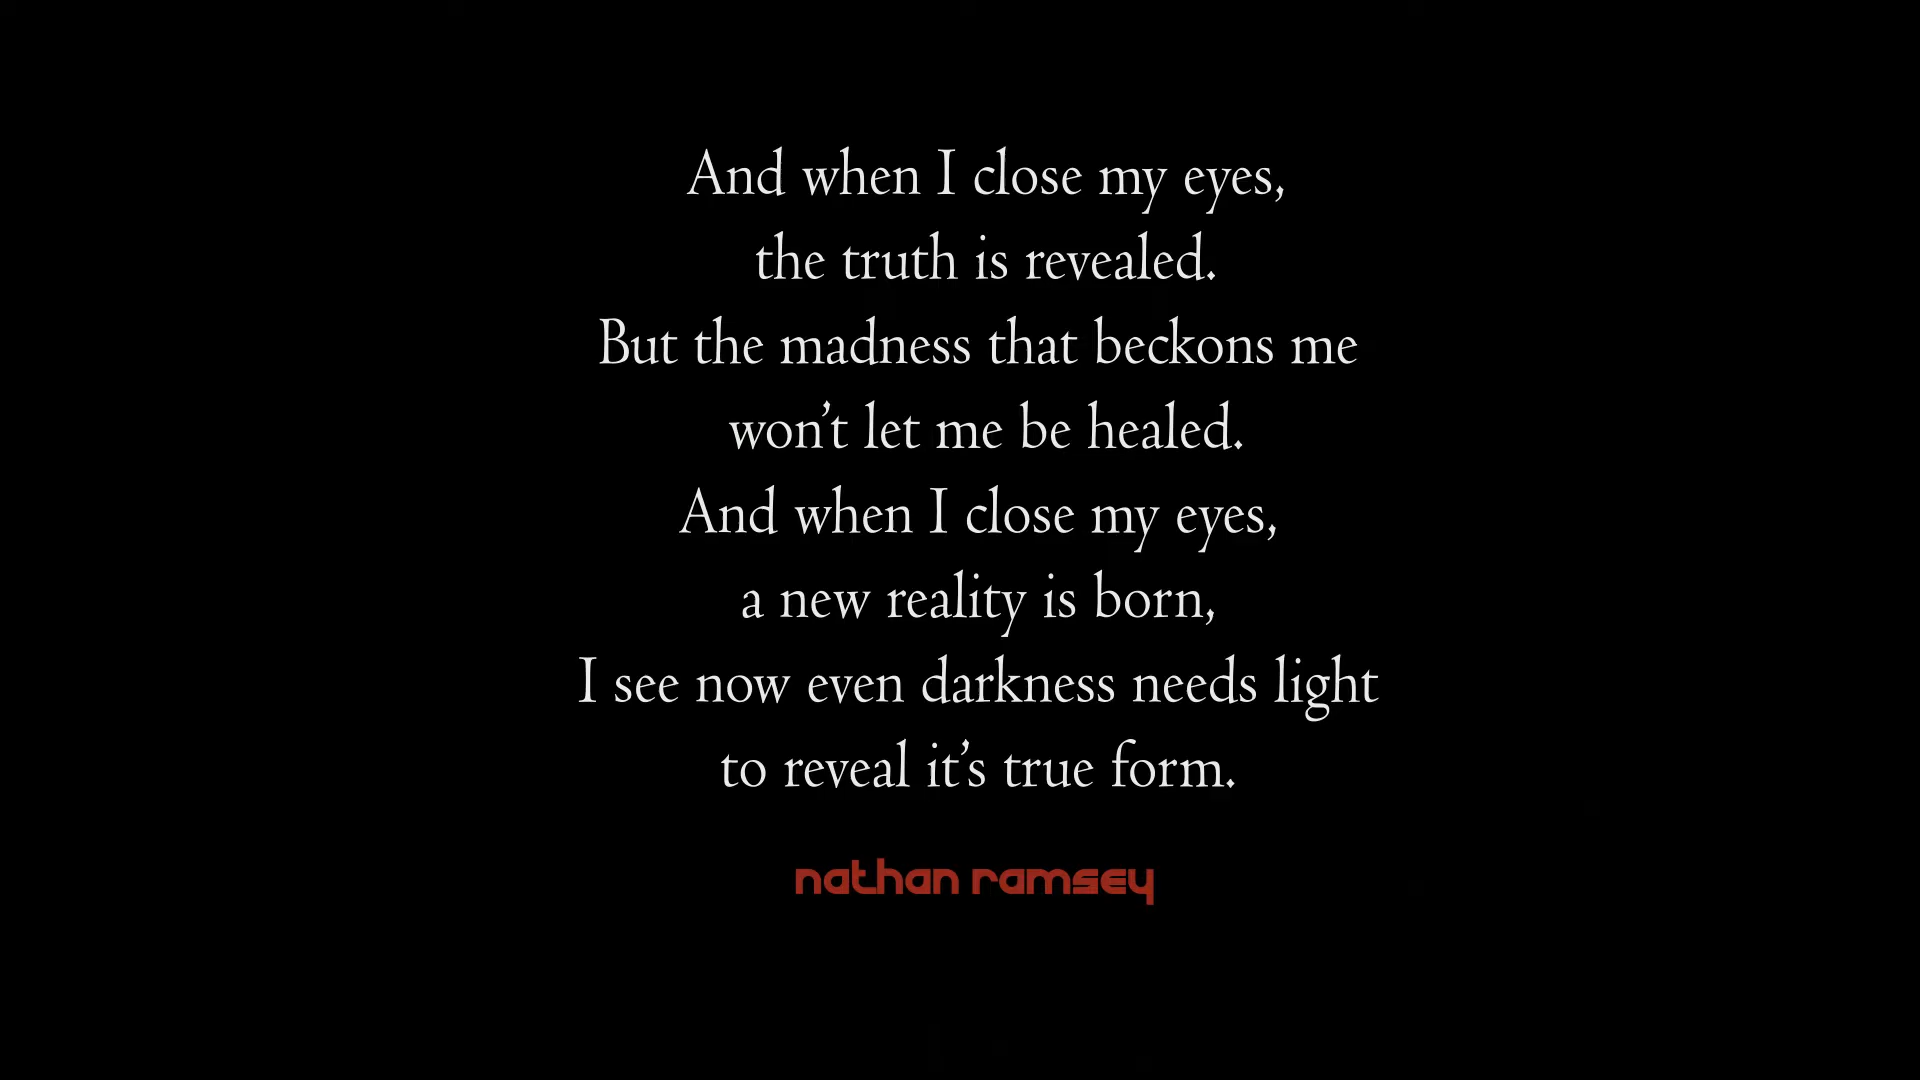 And when I close my eyes,
the truth is revealed.
But the madness that beckons me
won’t let me be healed.
And when I close my eyes,
a new reality is born,
I see now even darkness needs light
to reveal it’s true form.
nathan ramsey